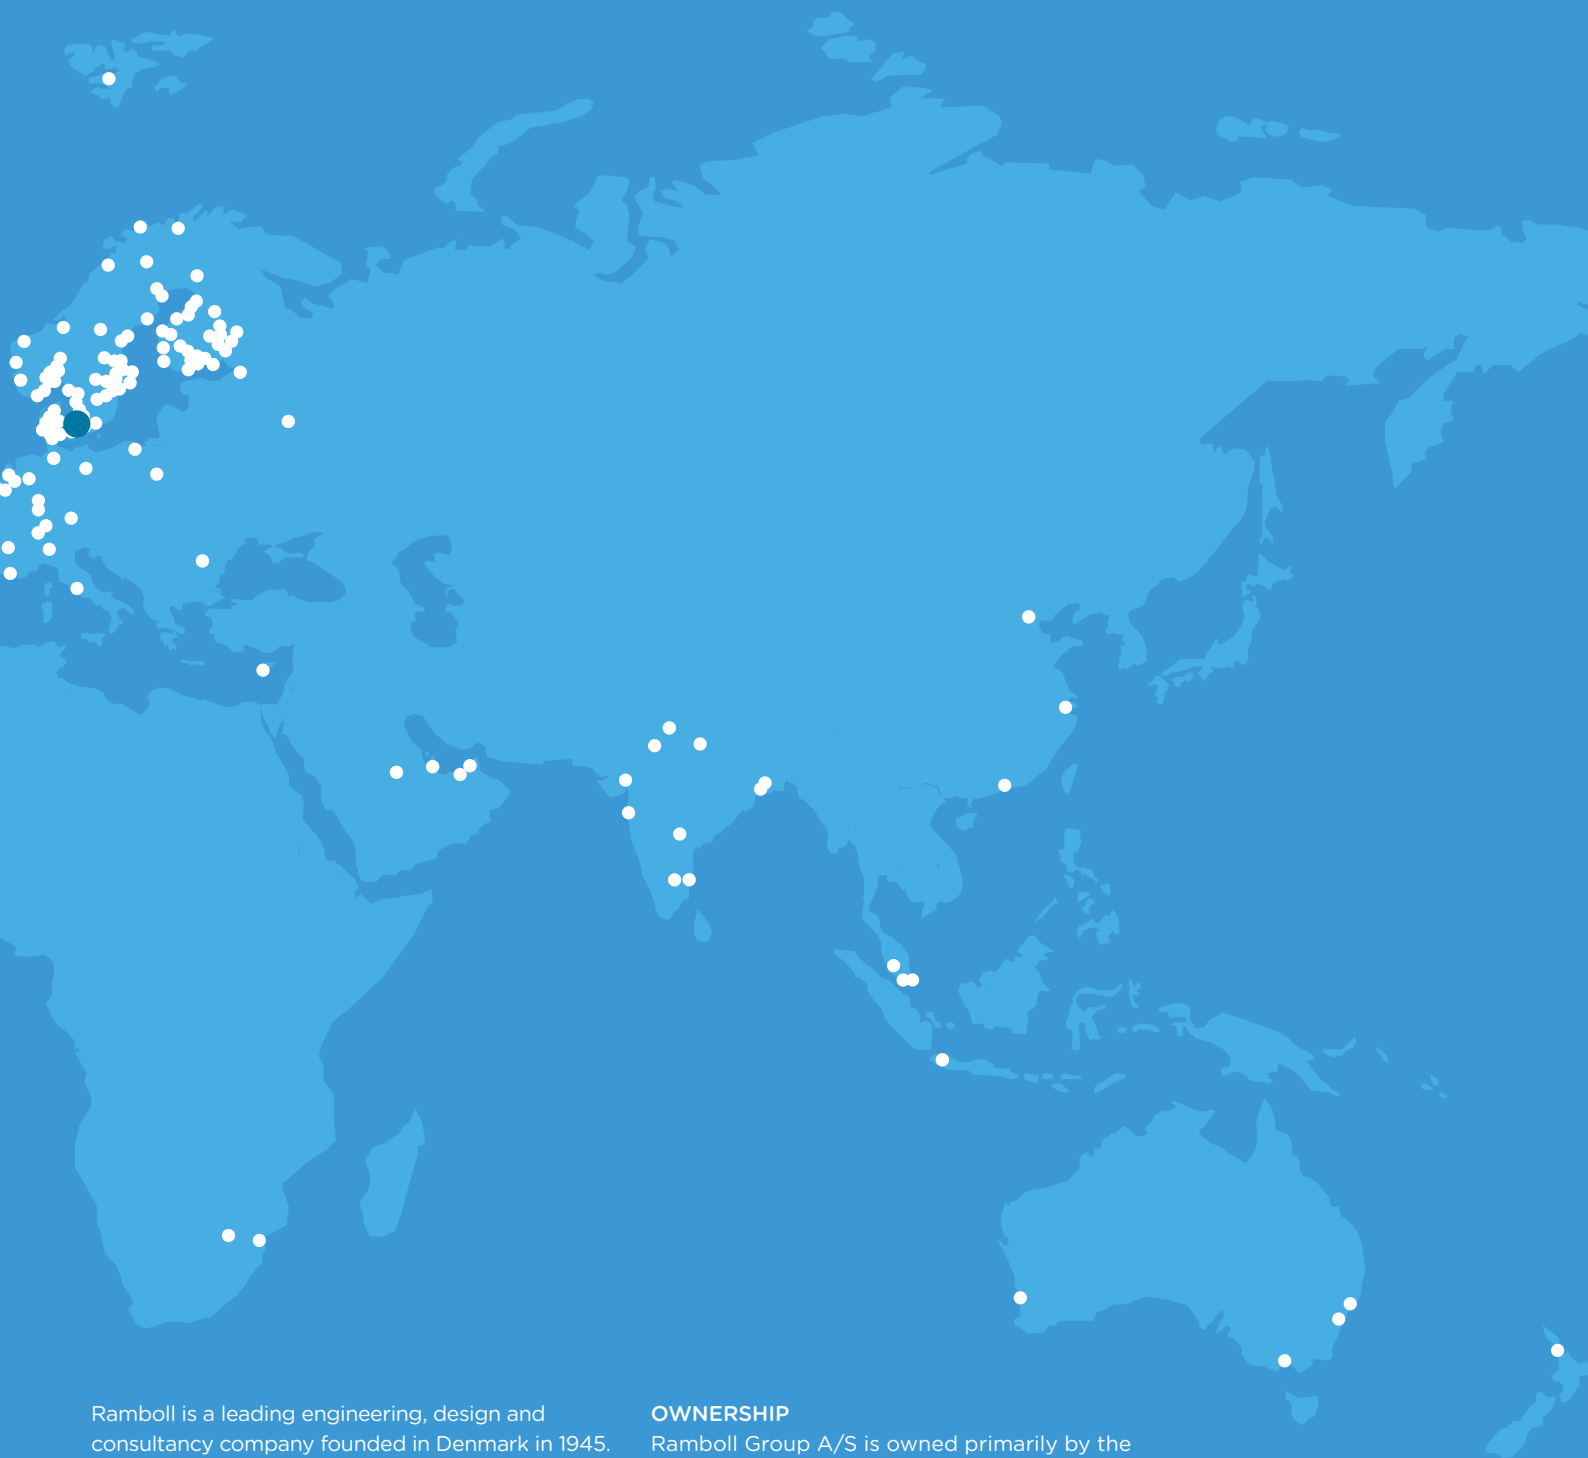 Ramboll is a leading engineering, design and
consultancy company founded in Denmark in 1945.
OWNERSHIP
Ramboll Group A/S is owned primarily by the